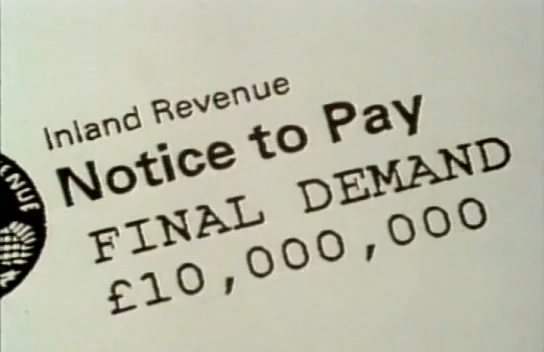 Inland Revenue
Notice to Pay
FINAL DEMAND
£10,000,000